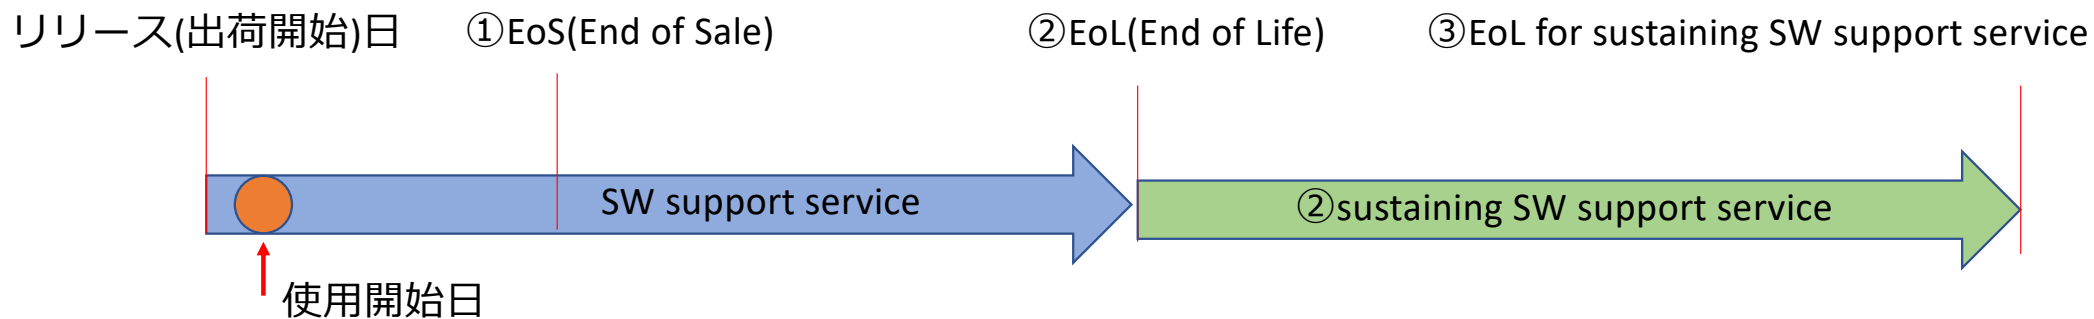 リリース(出荷開始)日
①EoS(End of Sale)
②EoL(End of Life)
③EoL for sustaining SW support service
SW support service
②sustaining SW support service
使用開始日